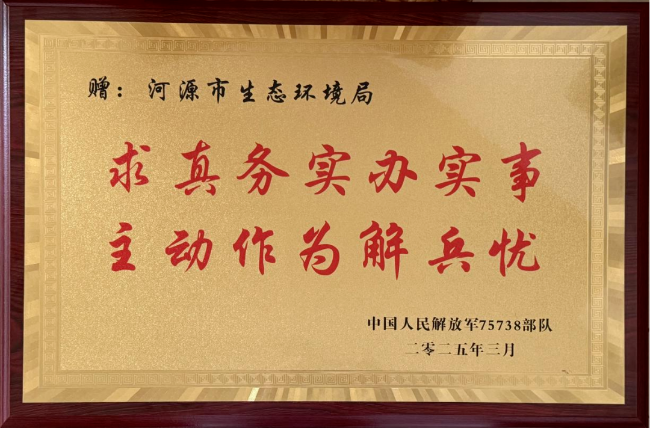 赠：河源市生态环境局
求真务实办实事
主动作为解兵忧
中国人民解放军75738部队
二零二五年三月